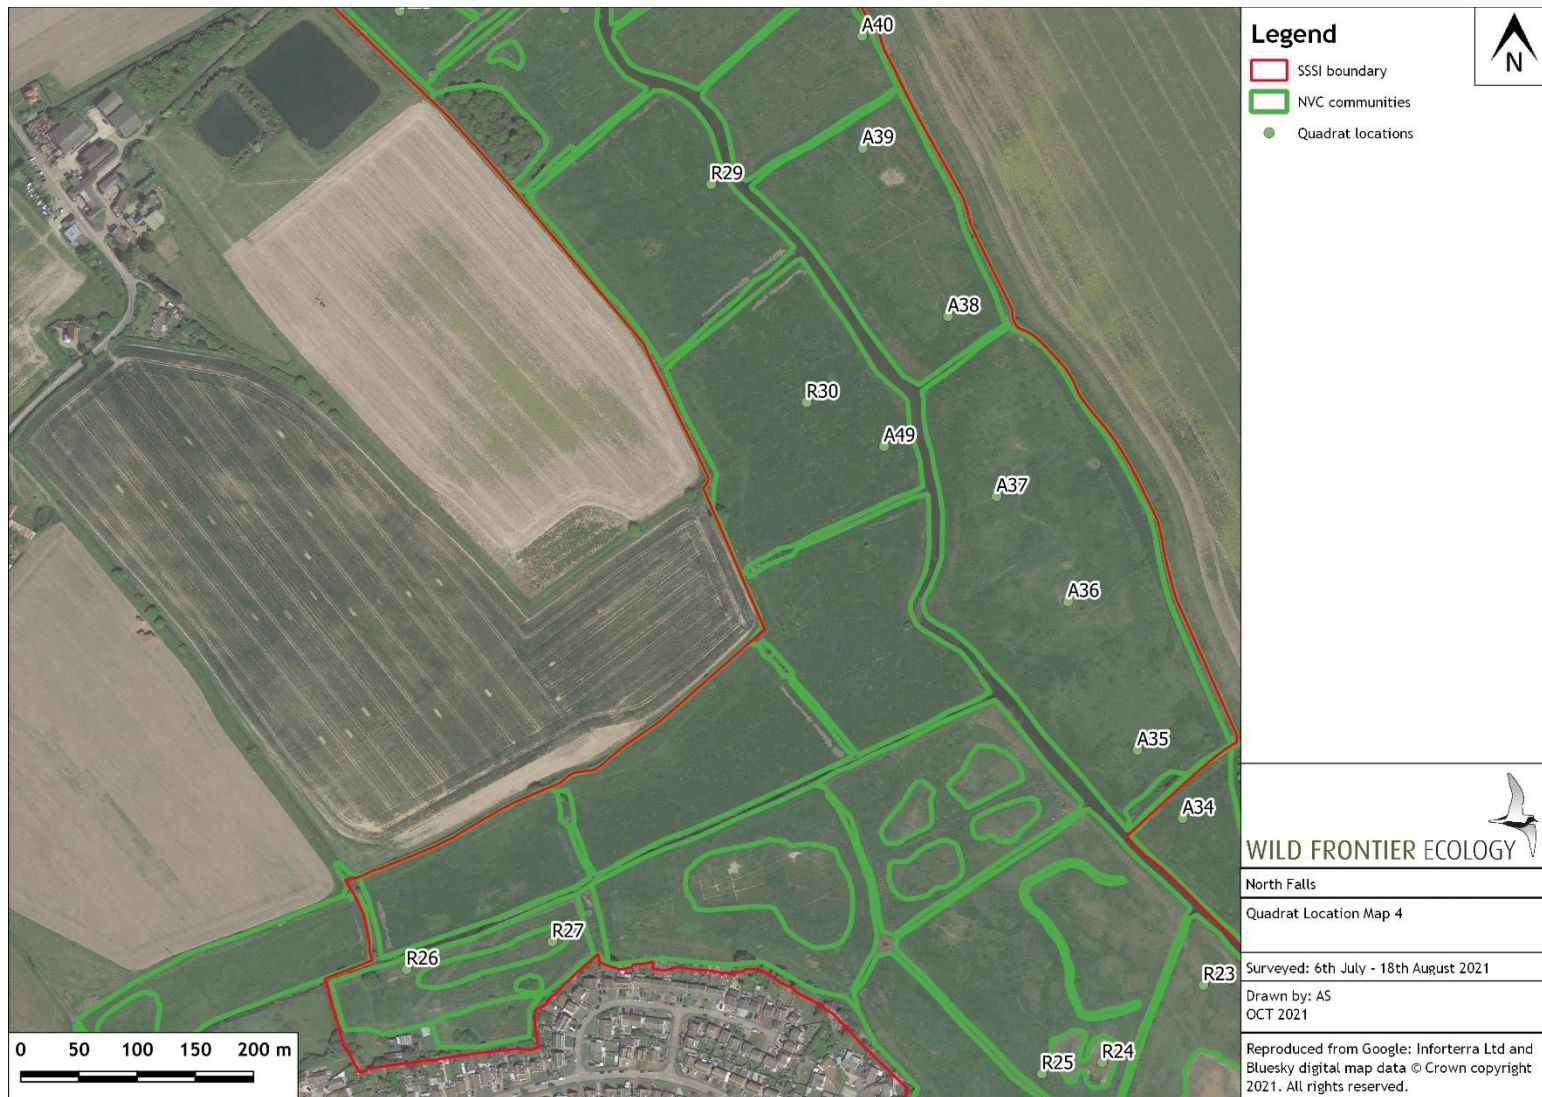 A40
A39
R29
A38
R30
A49
A37
A36
A35
A34
R27
R26
R23
R24
R25
0 50 100 150 200 m
Legend
SSSI boundary
NVC communities
Quadrat locations
N
WILD FRONTIER ECOLOGY
North Falls
Quadrat Location Map 4
Surveyed: 6th July - 18th August 2021
Drawn by: AS
OCT 2021
Reproduced from Google: Inforterra Ltd and
Bluesky digital map data © Crown copyright
2021. All rights reserved.